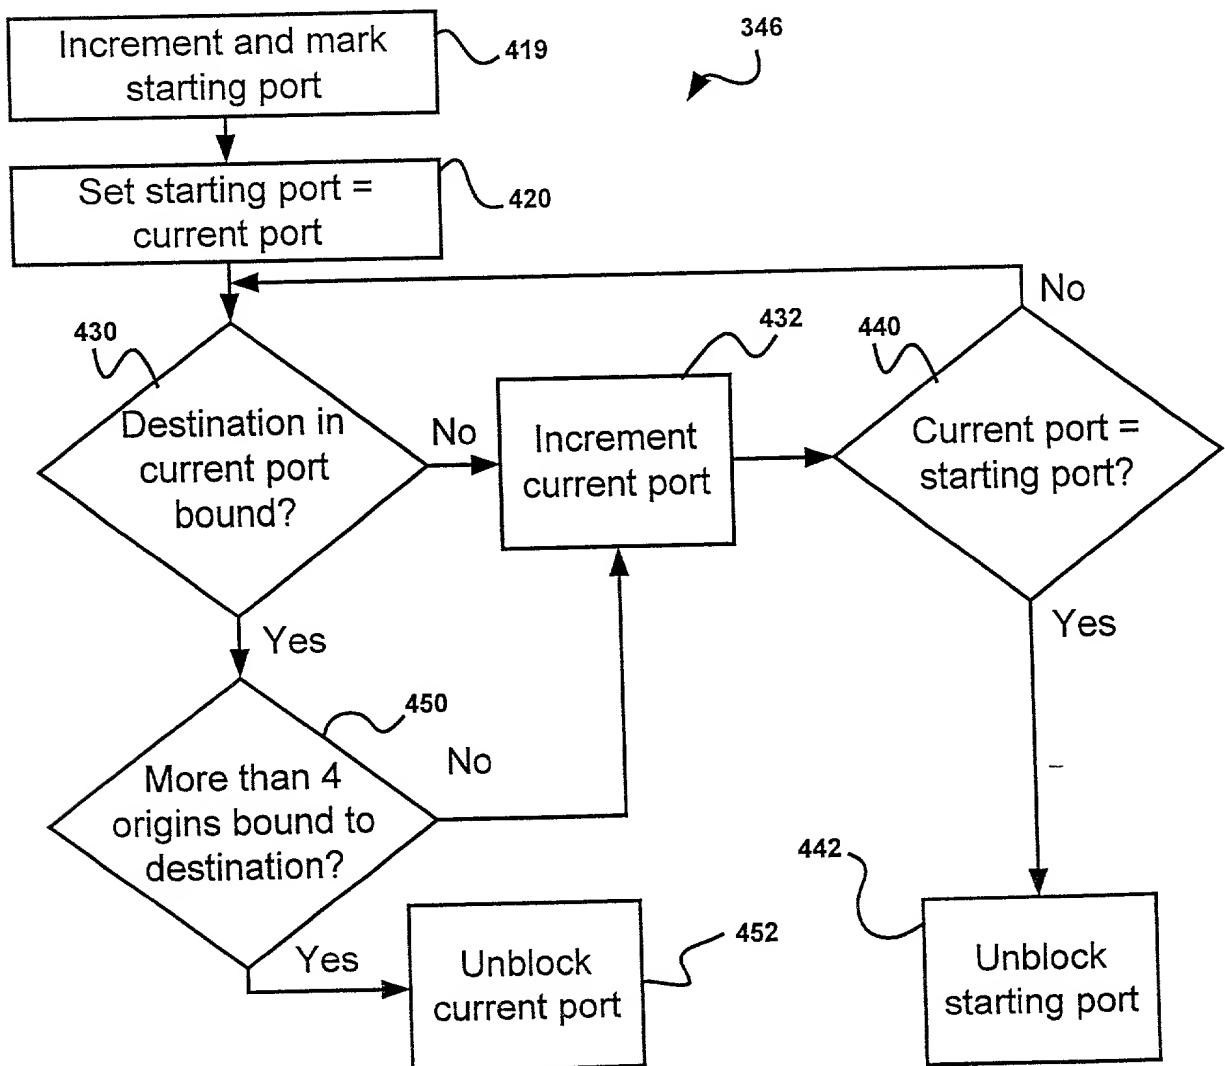 Increment and mark
starting port
419
346
Set starting port =
current port
420
No
430
432
440
Destination in
current port
bound?
No
Increment
current port
Current port =
starting port?
Yes
Yes
450
More than 4
origins bound to
destination?
No
442
Yes
Unblock
current port
452
Unblock
starting port